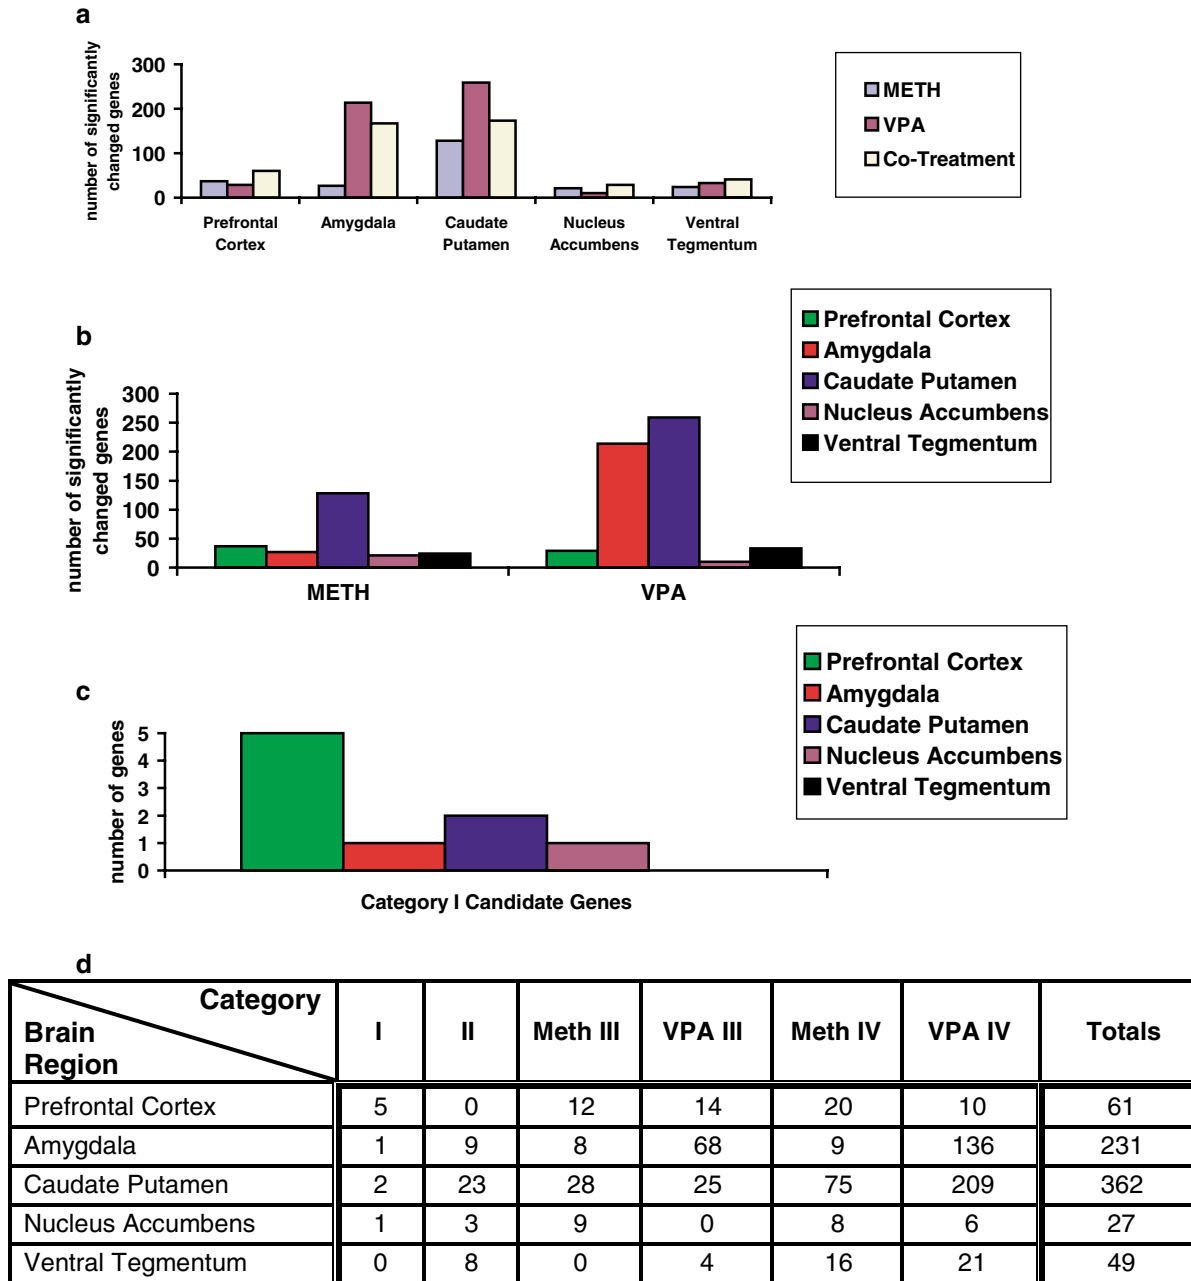 a
number of significantly
changed genes
300
200
100
0
Prefrontal
Cortex
Amygdala
Caudate
Putamen
Nucleus
Accumbens
Ventral
Tegmentum
METH
VPA
Co-Treatment
b
number of significantly
changed genes
300
250
200
150
100
50
0
METH
VPA
Prefrontal Cortex
Amygdala
Caudate Putamen
Nucleus Accumbens
Ventral Tegmentum
c
number of genes
5
4
3
2
1
0
Category I Candidate Genes
Prefrontal Cortex
Amygdala
Caudate Putamen
Nucleus Accumbens
Ventral Tegmentum
d
Category
Brain
Region
I II Meth III VPA III Meth IV VPA IV Totals
Prefrontal Cortex 5 0 12 14 20 10 61
Amygdala 1 9 8 68 9 136 231
Caudate Putamen 2 23 28 25 75 209 362
Nucleus Accumbens 1 3 9 0 8 6 27
Ventral Tegmentum 0 8 0 4 16 21 49